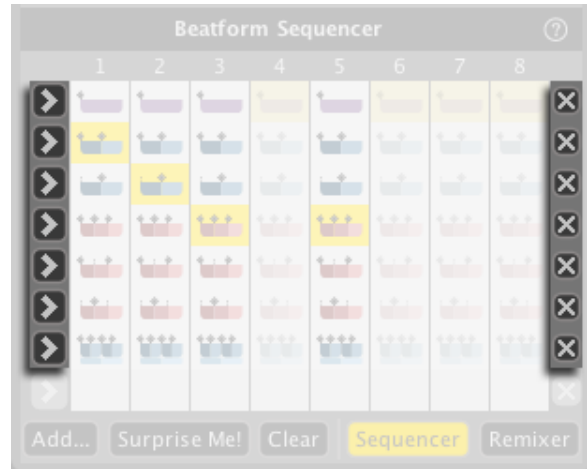 Beatform Sequencer ?
1 2 3 4 5 6 7 8
Add... Surprise Me! Clear Sequencer Remixer